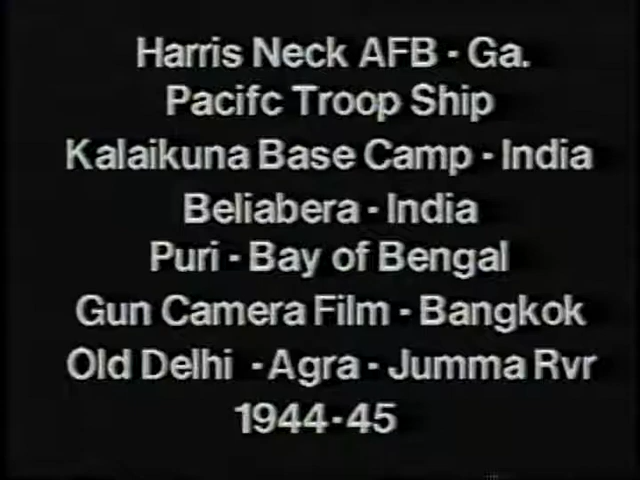 Harris Neck AFB - Ga.
Pacifc Troop Ship
Kalaikuna Base Camp - India
Beliabera - India
Puri - Bay of Bengal
Gun Camera Film - Bangkok
Old Delhi - Agra - Jumma Rvr
1944-45